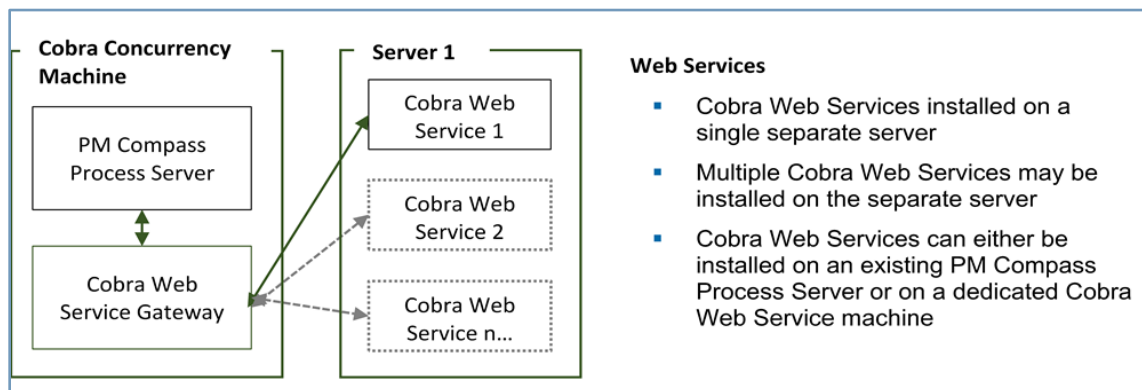 Cobra Concurrency
Machine
PM Compass
Process Server
Cobra Web
Service Gateway
Server 1
Cobra Web
Service 1
Cobra Web
Service 2
Cobra Web
Service n...
Web Services
▪ Cobra Web Services installed on a
single separate server
▪ Multiple Cobra Web Services may be
installed on the separate server
▪ Cobra Web Services can either be
installed on an existing PM Compass
Process Server or on a dedicated Cobra
Web Service machine